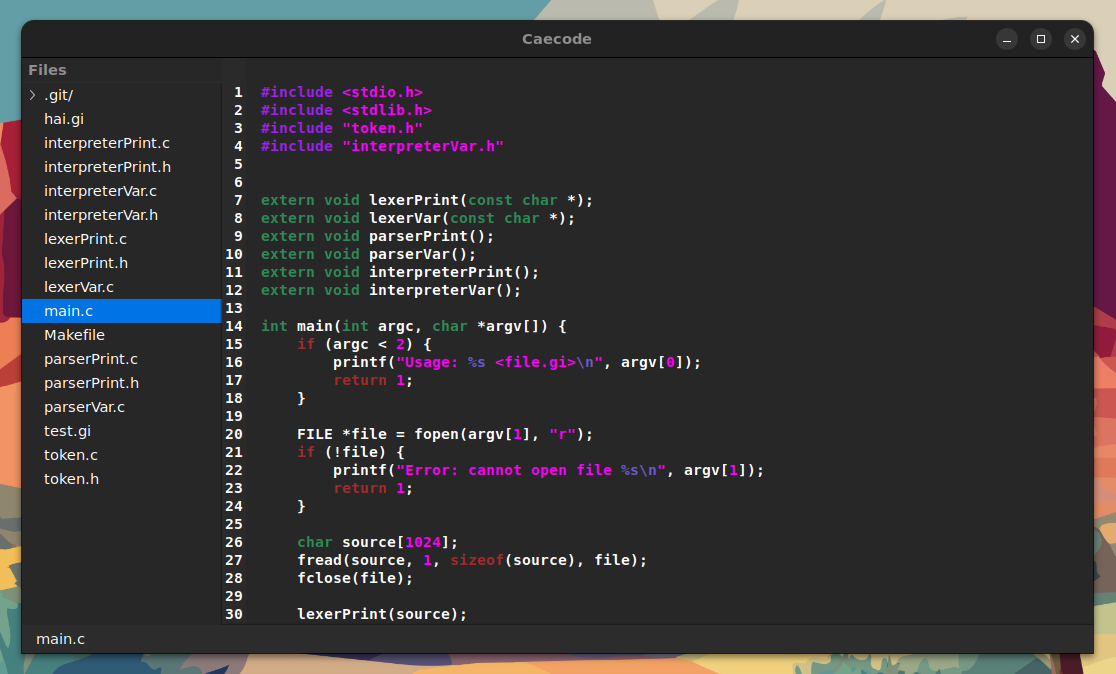 Caecode
Files
.git/
hai.gi
interpreterPrint.c
interpreterPrint.h
interpreterVar.c
interpreterVar.h
lexerPrint.c
lexerPrint.h
lexerVar.c
main.c
Makefile
parserPrint.c
parserPrint.h
parserVar.c
test.gi
token.c
token.h
1 #include <stdio.h>
2 #include <stdlib.h>
3 #include "token.h"
4 #include "interpreterVar.h"
5
6
7 extern void lexerPrint(const char *);
8 extern void lexerVar(const char *);
9 extern void parserPrint();
10 extern void parserVar();
11 extern void interpreterPrint();
12 extern void interpreterVar();
13
14 int main(int argc, char *argv[]) {
15     if (argc < 2) {
16         printf("Usage: %s <file.gi>\n", argv[0]);
17         return 1;
18     }
19
20     FILE *file = fopen(argv[1], "r");
21     if (!file) {
22         printf("Error: cannot open file %s\n", argv[1]);
23         return 1;
24     }
25
26     char source[1024];
27     fread(source, 1, sizeof(source), file);
28     fclose(file);
29
30     lexerPrint(source);
main.c